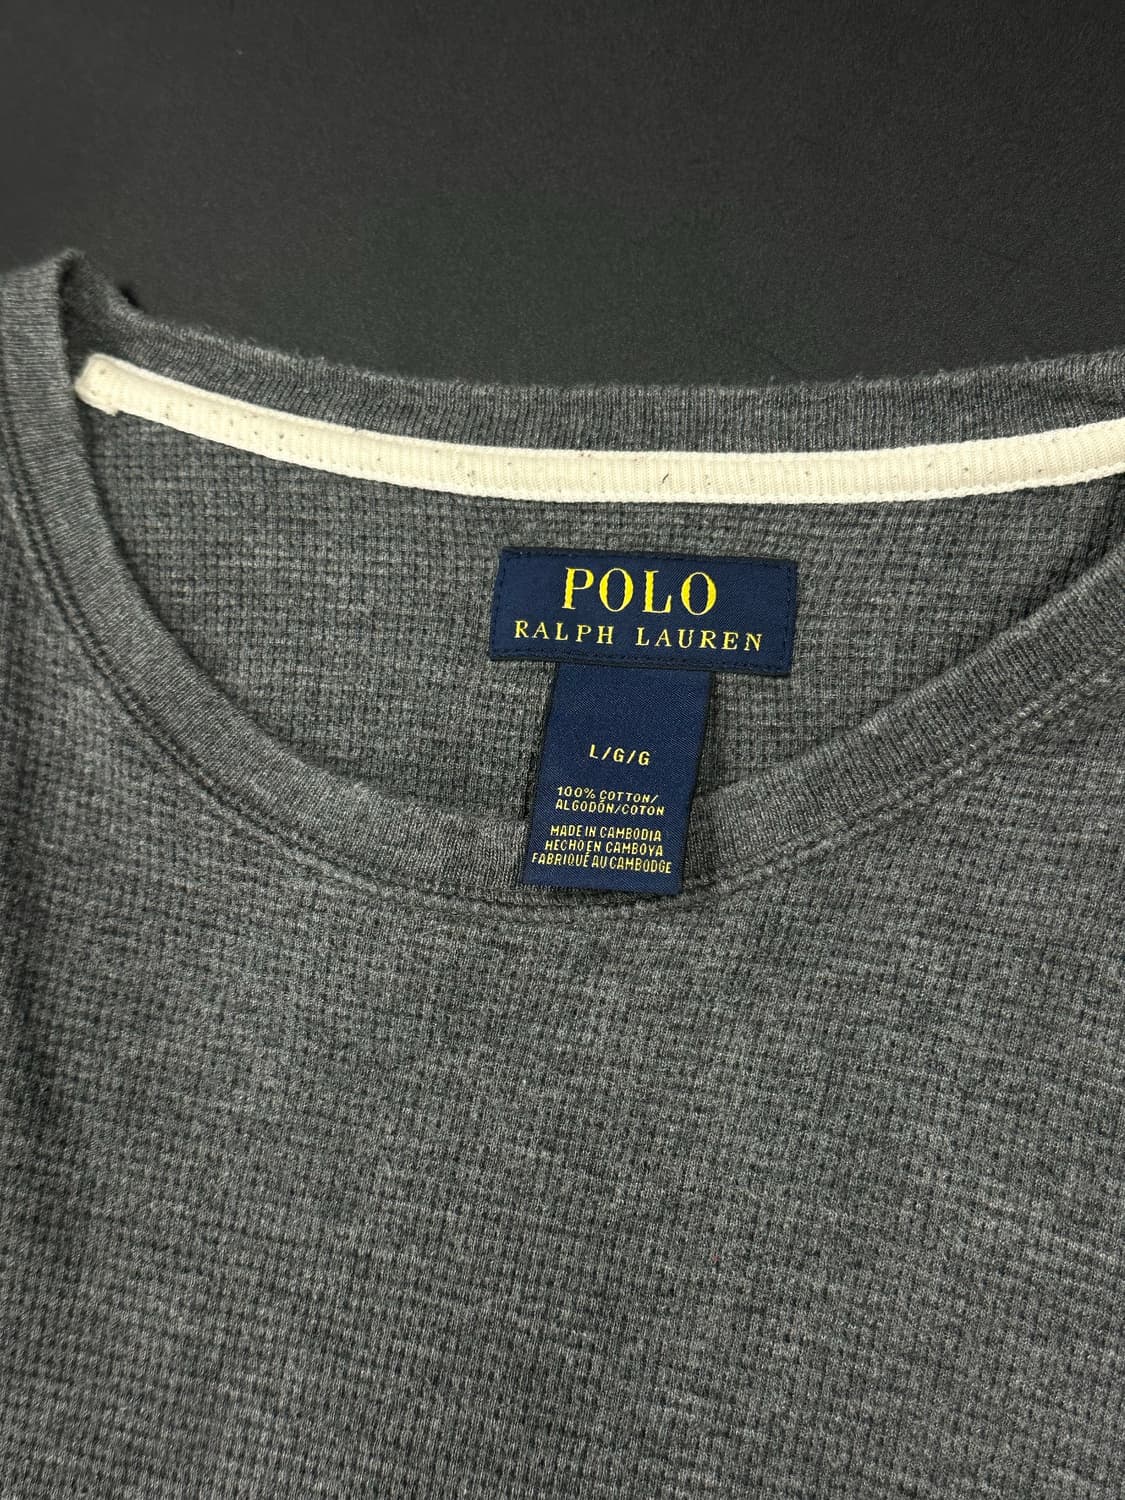 POLO
RALPH LAUREN
L/G/G
100% COTTON/
ALGODÓN/COTON
MADE IN CAMBODIA
HECHO EN CAMBOYA
FABRIQUÉ AU CAMBODGE